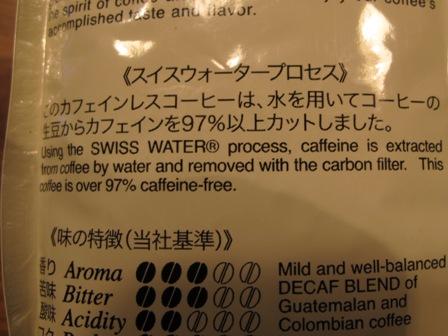 the spirit of coffee
accomplished taste and flavor.
《スイスウォータープロセス》
このカフェインレスコーヒーは、水を用いてコーヒーの
生豆からカフェインを97%以上カットしました。
Using the SWISS WATER® process, caffeine is extracted
from coffee by water and removed with the carbon filter. This
coffee is over 97% caffeine-free.
《味の特徴(当社基準)》
香り Aroma
苦味 Bitter
酸味 Acidity
コク
Mild and well-balanced
DECAF BLEND of
Guatemalan and
Colombian coffee